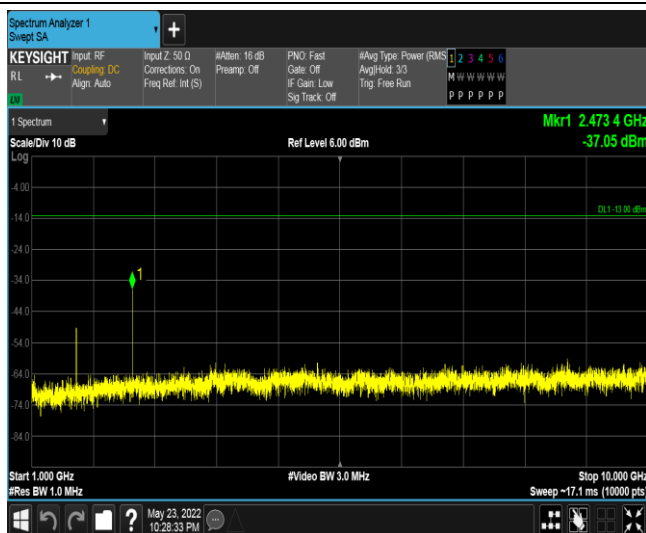 Spectrum Analyzer 1
Swept SA
+
KEYSIGHT
RL
Input: RF
Coupling: DC
Align: Auto
Input Z: 50 Ω
Corrections: On
Freq Ref: Int (S)
#Atten: 16 dB
Preamp: Off
PNO: Fast
Gate: Off
IF Gain: Low
Sig Track: Off
#Avg Type: Power (RMS
Avg|Hold: 3/3
Trig: Free Run
1 2 3 4 5 6
M W W W W W
P P P P P P
1 Spectrum
Mkr1 2.473 4 GHz
Scale/Div 10 dB
Ref Level 6.00 dBm
-37.05 dBm
Log
-4.00
DL1 -13.00 dBm
-14.0
-24.0
1
-34.0
-44.0
-54.0
-64.0
-74.0
-84.0
Start 1.000 GHz
#Video BW 3.0 MHz
Stop 10.000 GHz
#Res BW 1.0 MHz
Sweep ~17.1 ms (10000 pts)
?
May 23, 2022
10:28:33 PM